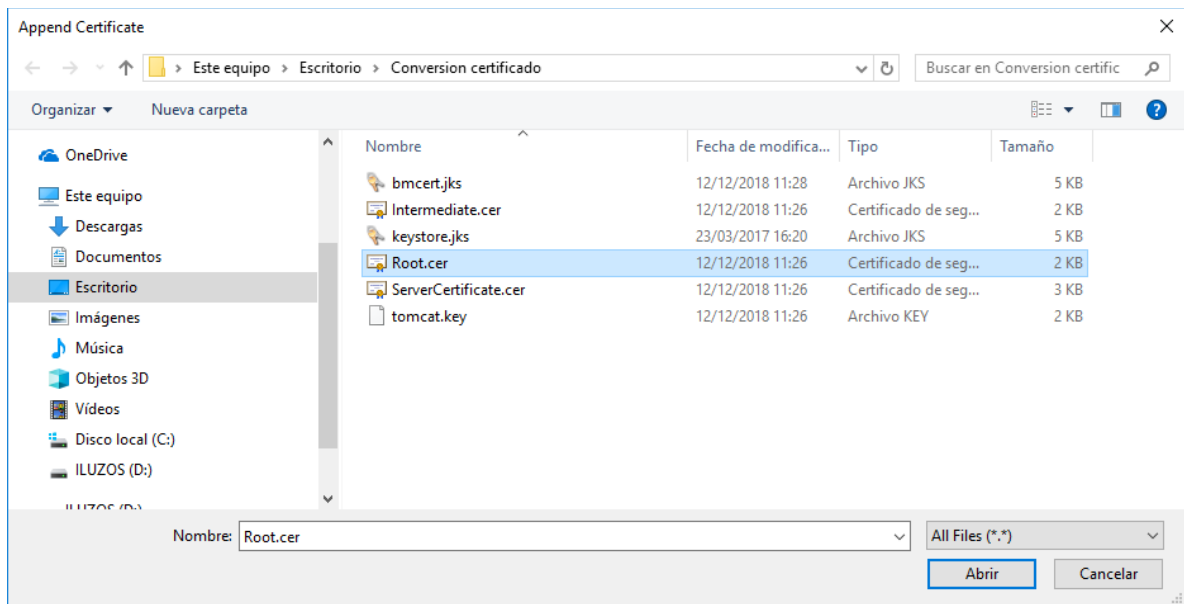 Append Certificate
Este equipo > Escritorio > Conversion certificado
Buscar en Conversion certific
Organizar Nueva carpeta
OneDrive
Este equipo
Descargas
Documentos
Escritorio
Imágenes
Música
Objetos 3D
Vídeos
Disco local (C:)
ILUZOS (D:)
Nombre Fecha de modifica... Tipo Tamaño
bmcert.jks 12/12/2018 11:28 Archivo JKS 5 KB
Intermediate.cer 12/12/2018 11:26 Certificado de seg... 2 KB
keystore.jks 23/03/2017 16:20 Archivo JKS 5 KB
Root.cer 12/12/2018 11:26 Certificado de seg... 2 KB
ServerCertificate.cer 12/12/2018 11:26 Certificado de seg... 3 KB
tomcat.key 12/12/2018 11:26 Archivo KEY 2 KB
Nombre: Root.cer All Files (*.*)
Abrir Cancelar